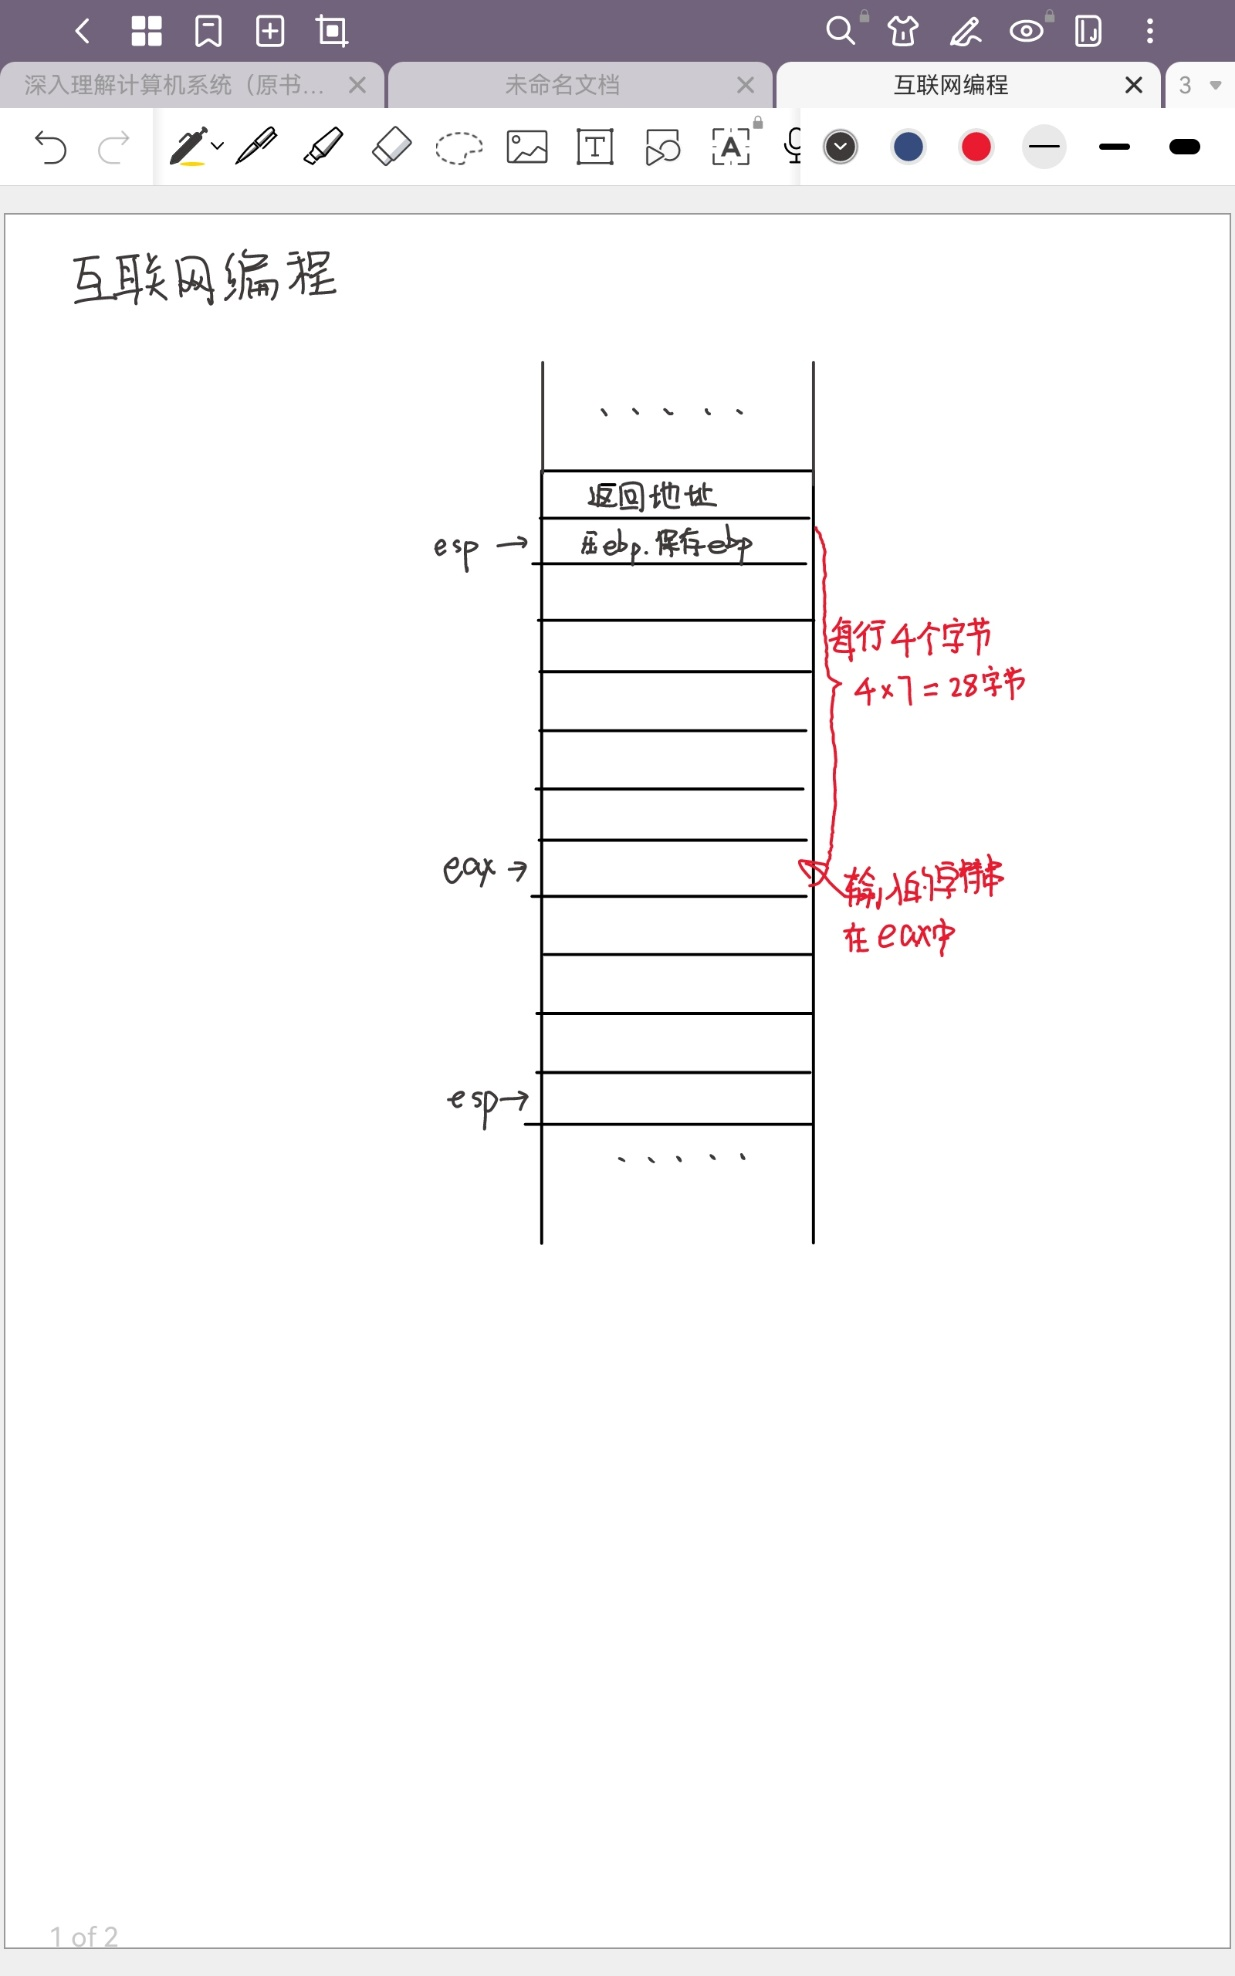 深入理解计算机系统（原书...
未命名文档
互联网编程
3
互联网编程
返回地址
esp → 压ebp.保存ebp
每行4个字节
4×7=28字节
eax →
输入的字符串
在eax中
esp→
1 of 2